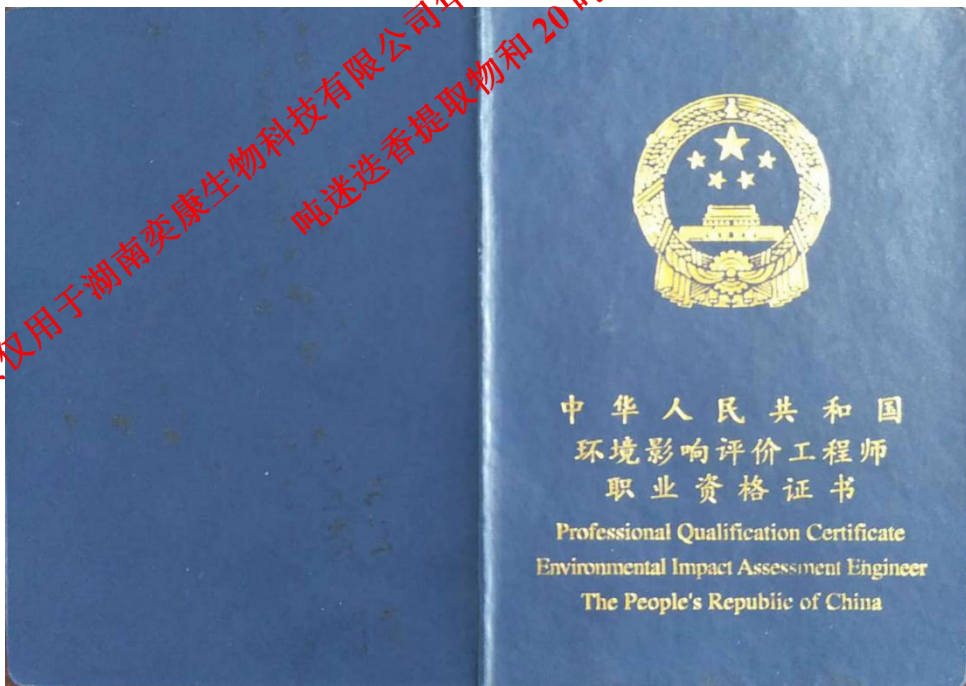 仅用于湖南奕康生物科技有限公司年
吨迷迭香提取物和 20 吨
中华人民共和国
环境影响评价工程师
职业资格证书
Professional Qualification Certificate
Environmental Impact Assessment Engineer
The People's Republic of China